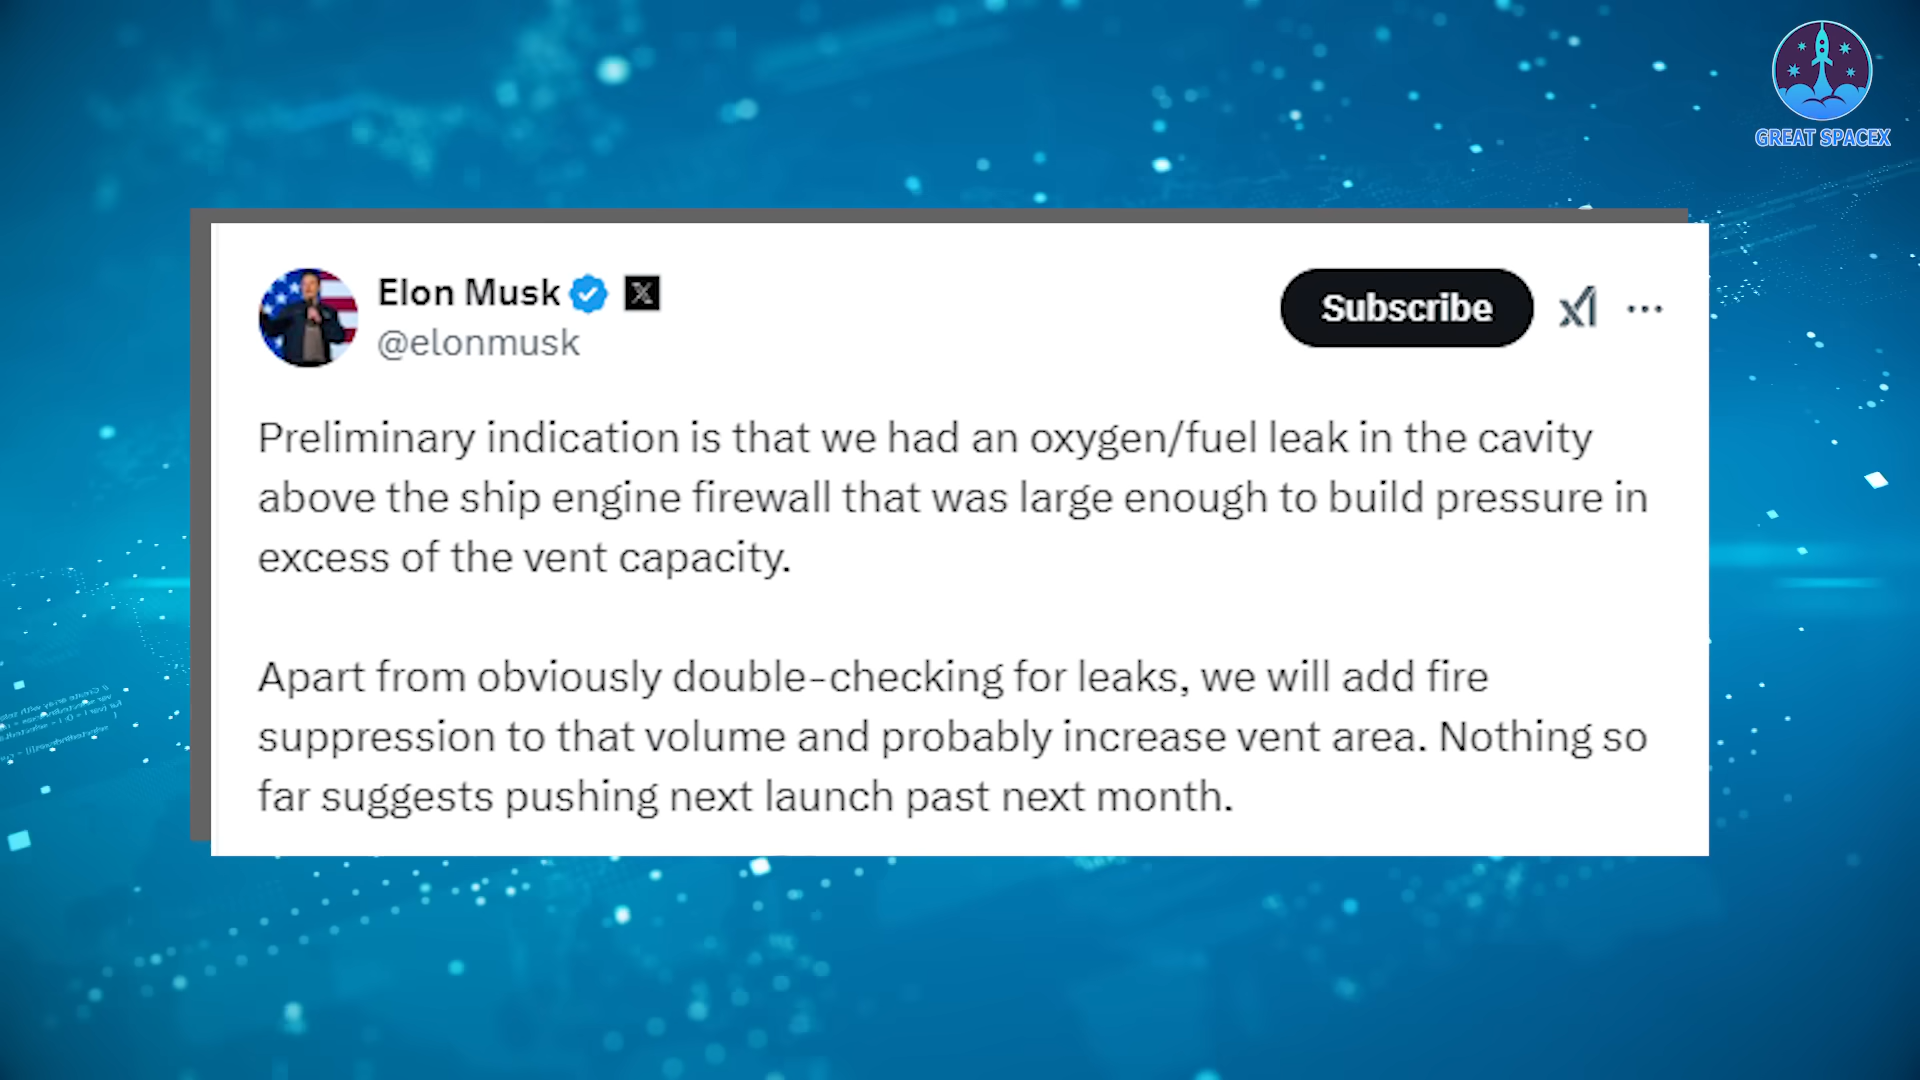 GREAT SPACEX
Elon Musk
@elonmusk
Subscribe
Preliminary indication is that we had an oxygen/fuel leak in the cavity
above the ship engine firewall that was large enough to build pressure in
excess of the vent capacity.
Apart from obviously double-checking for leaks, we will add fire
suppression to that volume and probably increase vent area. Nothing so
far suggests pushing next launch past next month.